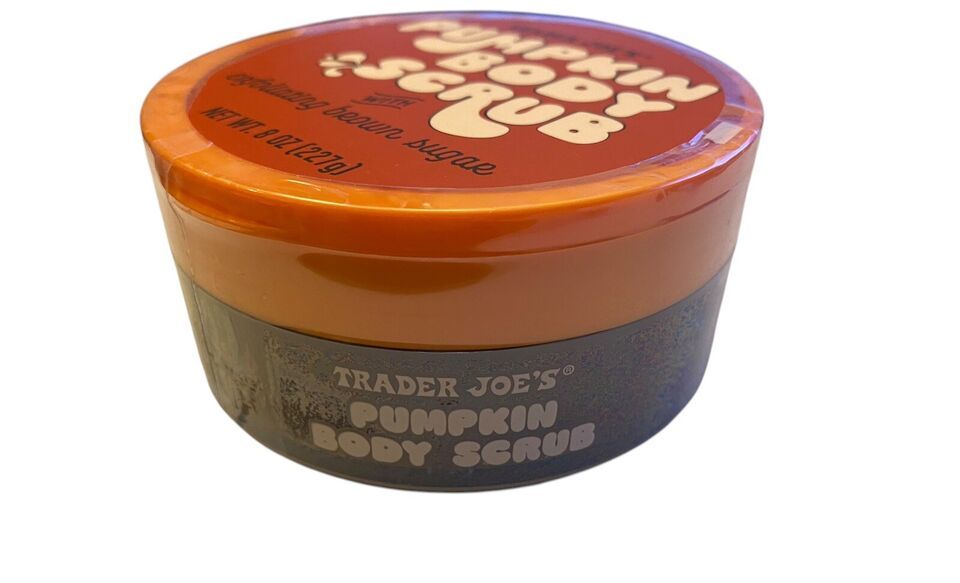 PUMPKIN
BODY
SCRUB
WITH
exfoliating brown sugar
NET WT. 8 OZ (227g)
TRADER JOE'S®
PUMPKIN
BODY SCRUB